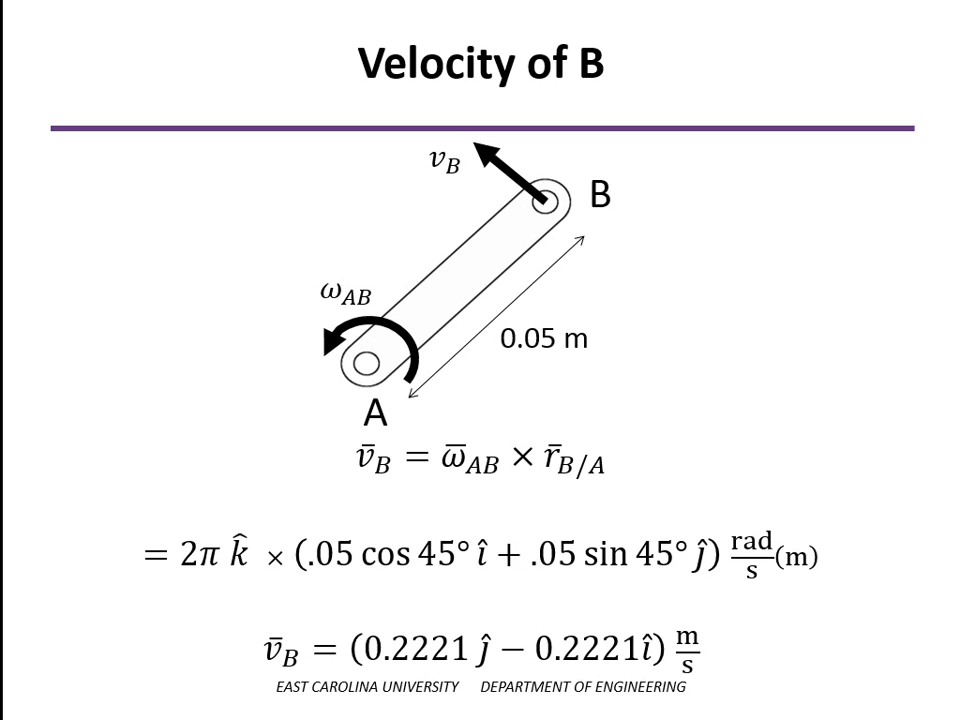 Velocity of B
v_B
B
ω_AB
0.05 m
A
v̄_B = ω̄_AB × r̄_B/A
= 2π k̂ × (.05 cos 45° î + .05 sin 45° ĵ) rad/s (m)
v̄_B = (0.2221 ĵ − 0.2221î) m/s
EAST CAROLINA UNIVERSITY DEPARTMENT OF ENGINEERING